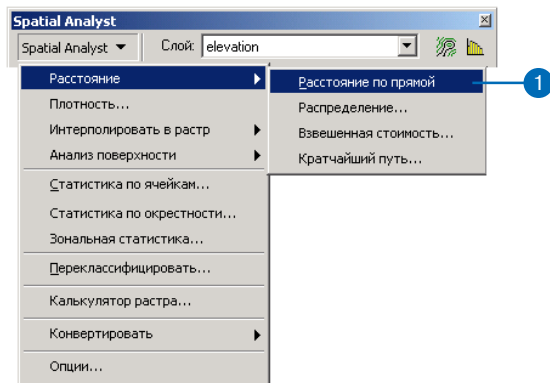 Spatial Analyst
Spatial Analyst Слой: elevation
Расстояние
Плотность...
Интерполировать в растр
Анализ поверхности
Статистика по ячейкам...
Статистика по окрестности...
Зональная статистика...
Переклассифицировать...
Калькулятор растра...
Конвертировать
Опции...
Расстояние по прямой
Распределение...
Взвешенная стоимость...
Кратчайший путь...
1